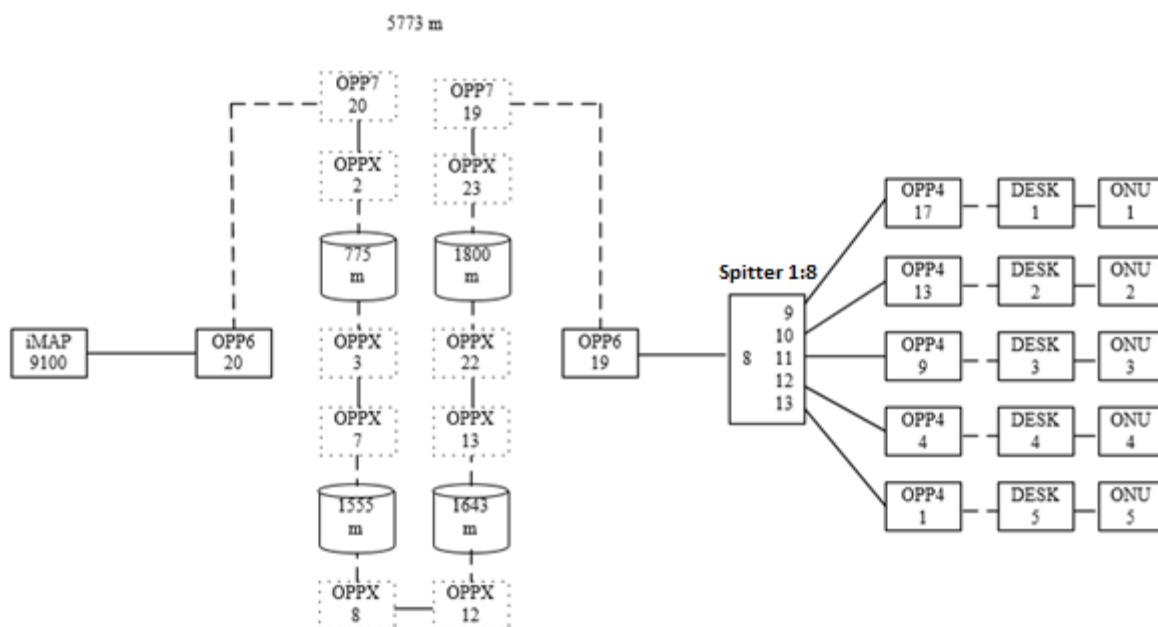 5773 m
OPP7
20
OPP7
19
OPPX
2
OPPX
23
775
m
1800
m
iMAP
9100
OPP6
20
OPPX
3
OPPX
22
OPP6
19
OPPX
7
OPPX
13
1555
m
1643
m
OPPX
8
OPPX
12
Spitter 1:8
8
9
10
11
12
13
OPP4
17
DESK
1
ONU
1
OPP4
13
DESK
2
ONU
2
OPP4
9
DESK
3
ONU
3
OPP4
4
DESK
4
ONU
4
OPP4
1
DESK
5
ONU
5